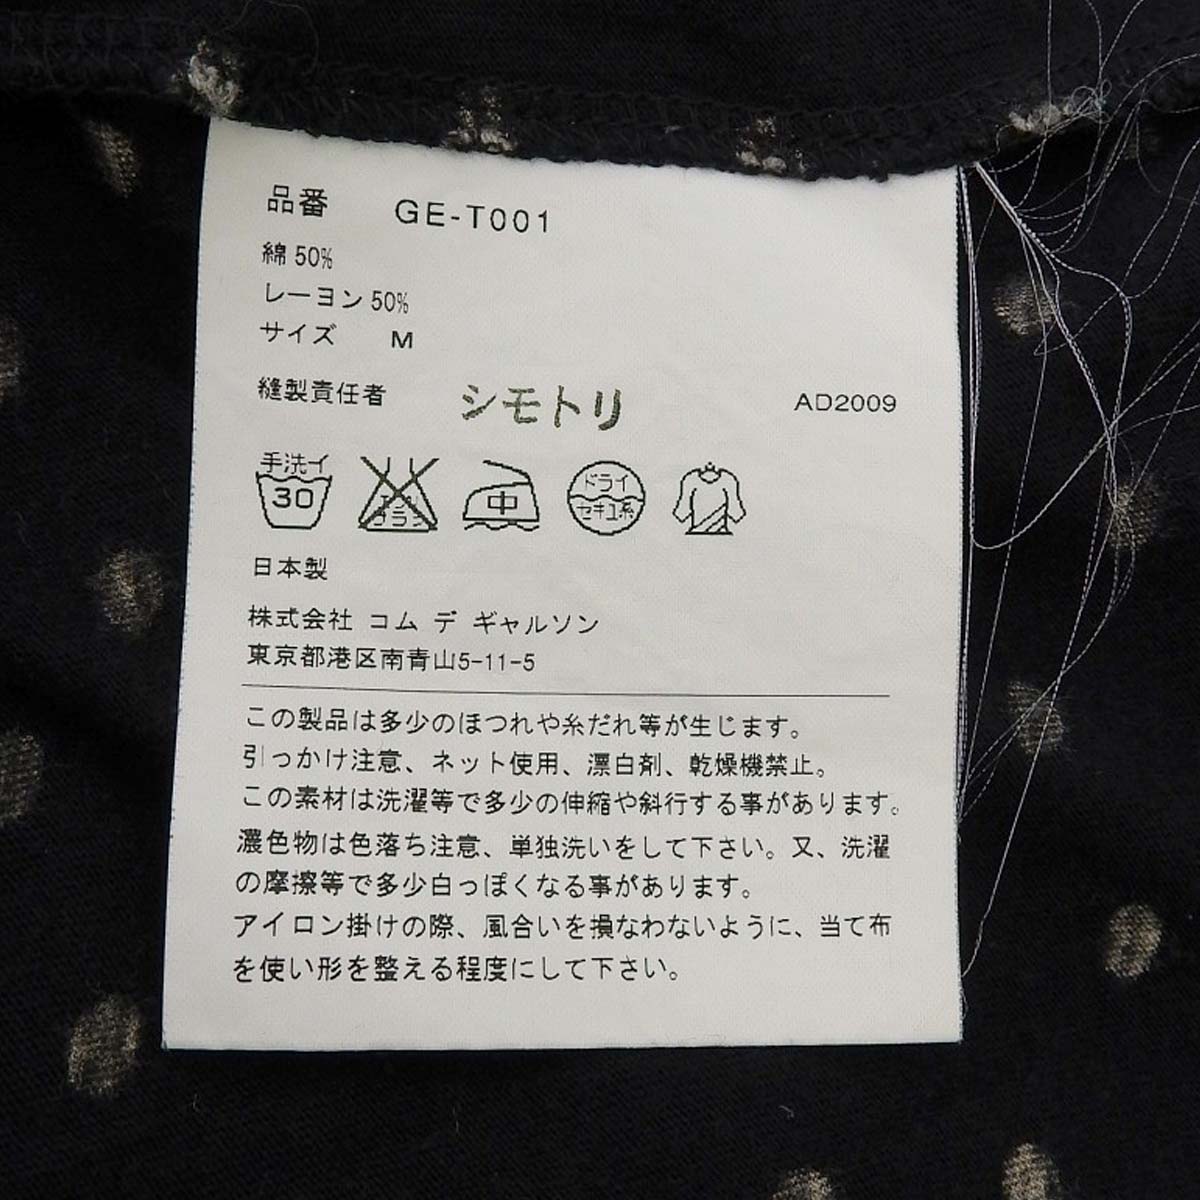 品番 GE-T001
綿 50%
レーヨン 50%
サイズ M
縫製責任者 シモトリ AD2009
手洗イ
30
エンソ
フラシ
中
ドライ
セキユ系
日本製
株式会社 コム デ ギャルソン
東京都港区南青山5-11-5
この製品は多少のほつれや糸だれ等が生じます。
引っかけ注意、ネット使用、漂白剤、乾燥機禁止。
この素材は洗濯等で多少の伸縮や斜行する事があります。
濃色物は色落ち注意、単独洗いをして下さい。又、洗濯
の摩擦等で多少白っぽくなる事があります。
アイロン掛けの際、風合いを損なわないように、当て布
を使い形を整える程度にして下さい。